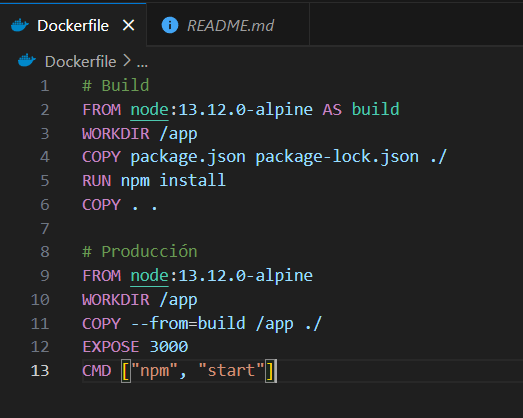 Dockerfile × README.md
Dockerfile > ...
1 # Build
2 FROM node:13.12.0-alpine AS build
3 WORKDIR /app
4 COPY package.json package-lock.json ./
5 RUN npm install
6 COPY . .
7
8 # Producción
9 FROM node:13.12.0-alpine
10 WORKDIR /app
11 COPY --from=build /app ./
12 EXPOSE 3000
13 CMD ["npm", "start"]